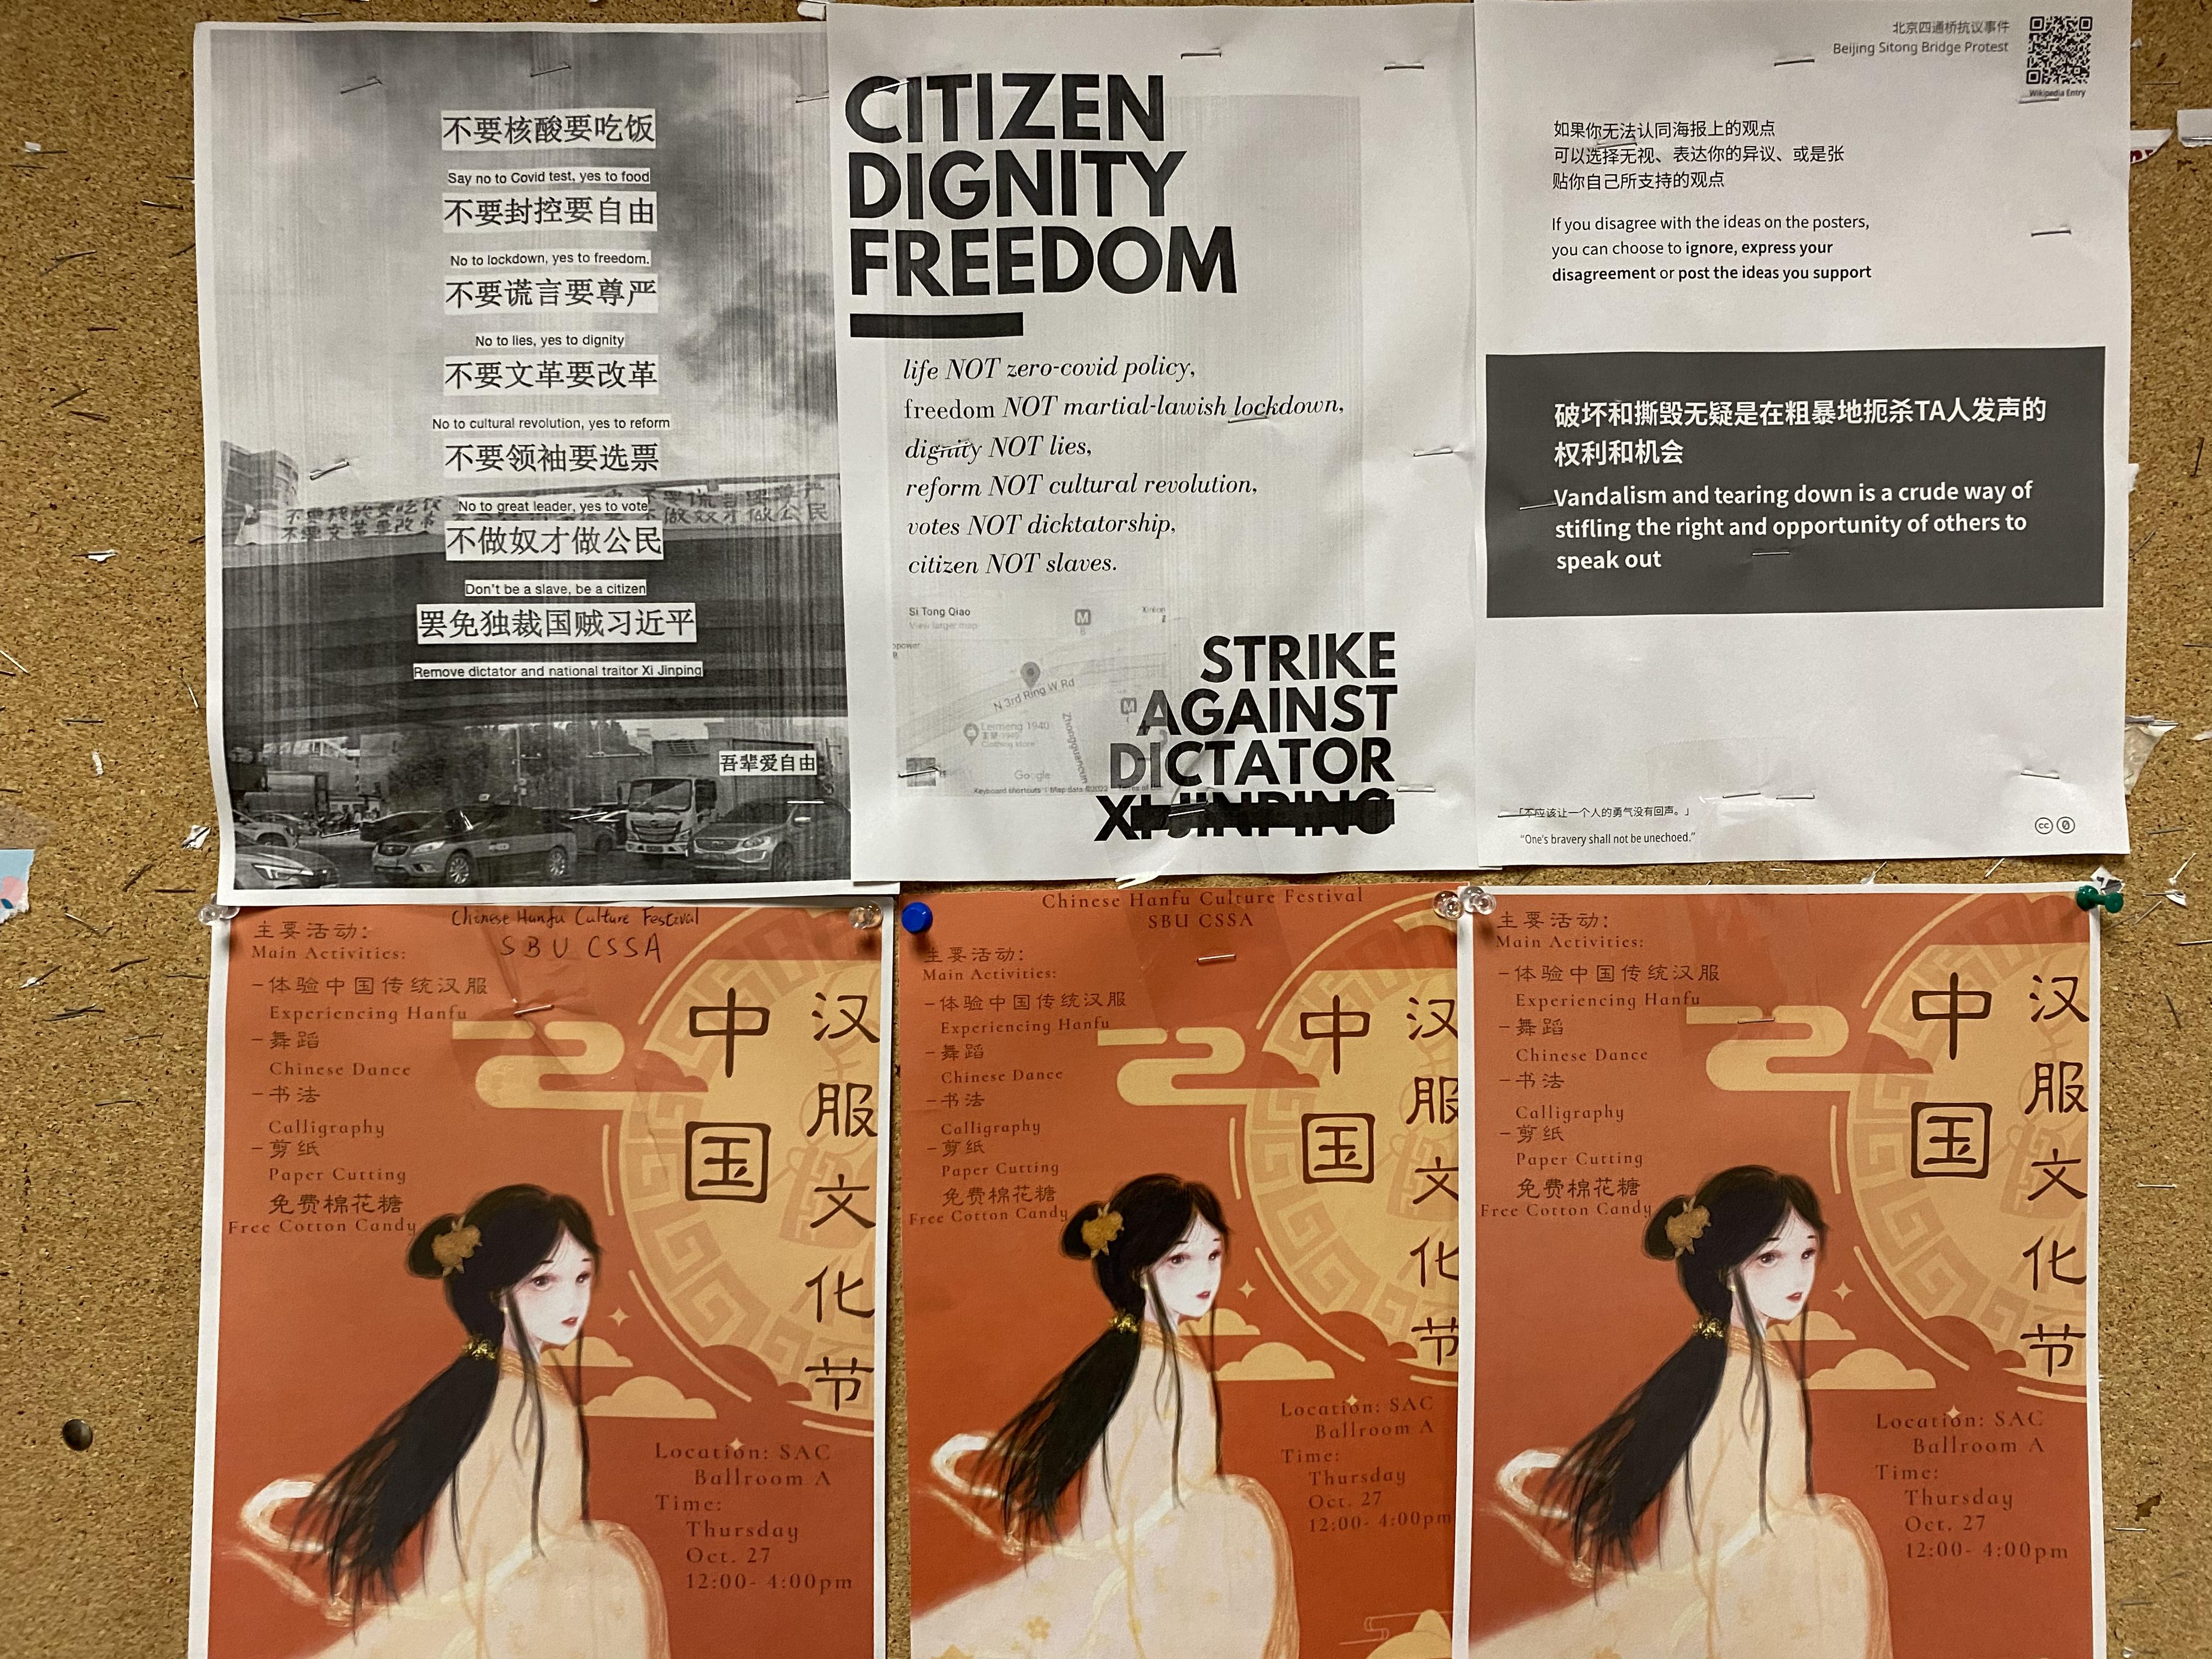 不要核酸要吃饭
Say no to Covid test, yes to food
不要封控要自由
No to lockdown, yes to freedom.
不要谎言要尊严
No to lies, yes to dignity
不要文革要改革
No to cultural revolution, yes to reform
不要领袖要选票
No to great leader, yes to vote
不做奴才做公民
Don't be a slave, be a citizen
罢免独裁国贼习近平
Remove dictator and national traitor Xi Jinping
吾辈爱自由
CITIZEN
DIGNITY
FREEDOM
life NOT zero-covid policy,
freedom NOT martial-lawish lockdown,
dignity NOT lies,
reform NOT cultural revolution,
votes NOT dicktatorship,
citizen NOT slaves.
Si Tong Qiao
View larger map
N 3rd Ring W Rd
Leimeng 1940
Clothing store
Zhongguancun
Google
Keyboard shortcuts
Map data ©2022
STRIKE
AGAINST
DICTATOR
XI JINPING
北京四通桥抗议事件
Beijing Sitong Bridge Protest
Wikipedia Entry
如果你无法认同海报上的观点
可以选择无视、表达你的异议、或是张
贴你自己所支持的观点
If you disagree with the ideas on the posters,
you can choose to ignore, express your
disagreement or post the ideas you support
破坏和撕毁无疑是在粗暴地扼杀TA人发声的
权利和机会
Vandalism and tearing down is a crude way of
stifling the right and opportunity of others to
speak out
「不应该让一个人的勇气没有回声。」
“One's bravery shall not be unechoed.”
cc 0
Chinese Hanfu Culture Festival
SBU CSSA
主要活动:
Main Activities:
-体验中国传统汉服
Experiencing Hanfu
-舞蹈
Chinese Dance
-书法
Calligraphy
-剪纸
Paper Cutting
免费棉花糖
Free Cotton Candy
中国
汉服文化节
Location: SAC
Ballroom A
Time:
Thursday
Oct. 27
12:00- 4:00pm
Chinese Hanfu Culture Festival
SBU CSSA
主要活动:
Main Activities:
-体验中国传统汉服
Experiencing Hanfu
-舞蹈
Chinese Dance
-书法
Calligraphy
-剪纸
Paper Cutting
免费棉花糖
Free Cotton Candy
中国
汉服文化节
Location: SAC
Ballroom A
Time:
Thursday
Oct. 27
12:00- 4:00pm
主要活动:
Main Activities:
-体验中国传统汉服
Experiencing Hanfu
-舞蹈
Chinese Dance
-书法
Calligraphy
-剪纸
Paper Cutting
免费棉花糖
Free Cotton Candy
中国
汉服文化节
Location: SAC
Ballroom A
Time:
Thursday
Oct. 27
12:00- 4:00pm